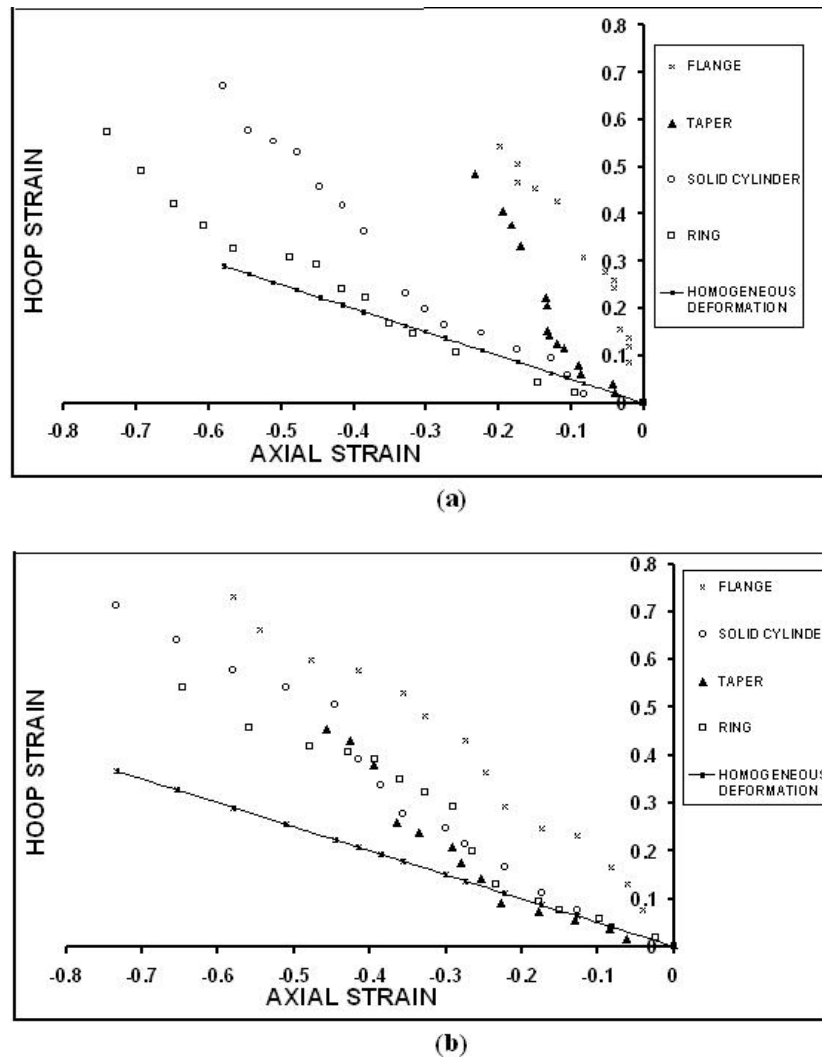 0.8
0.7
0.6
0.5
0.4
0.3
0.2
0.1
0
HOOP STRAIN
-0.8 -0.7 -0.6 -0.5 -0.4 -0.3 -0.2 -0.1 0
AXIAL STRAIN
FLANGE
TAPER
SOLID CYLINDER
RING
HOMOGENEOUS
DEFORMATION
(a)
0.8
0.7
0.6
0.5
0.4
0.3
0.2
0.1
0
HOOP STRAIN
-0.8 -0.7 -0.6 -0.5 -0.4 -0.3 -0.2 -0.1 0
AXIAL STRAIN
FLANGE
SOLID CYLINDE
TAPER
RING
HOMOGENEOUS
DEFORMATION
(b)